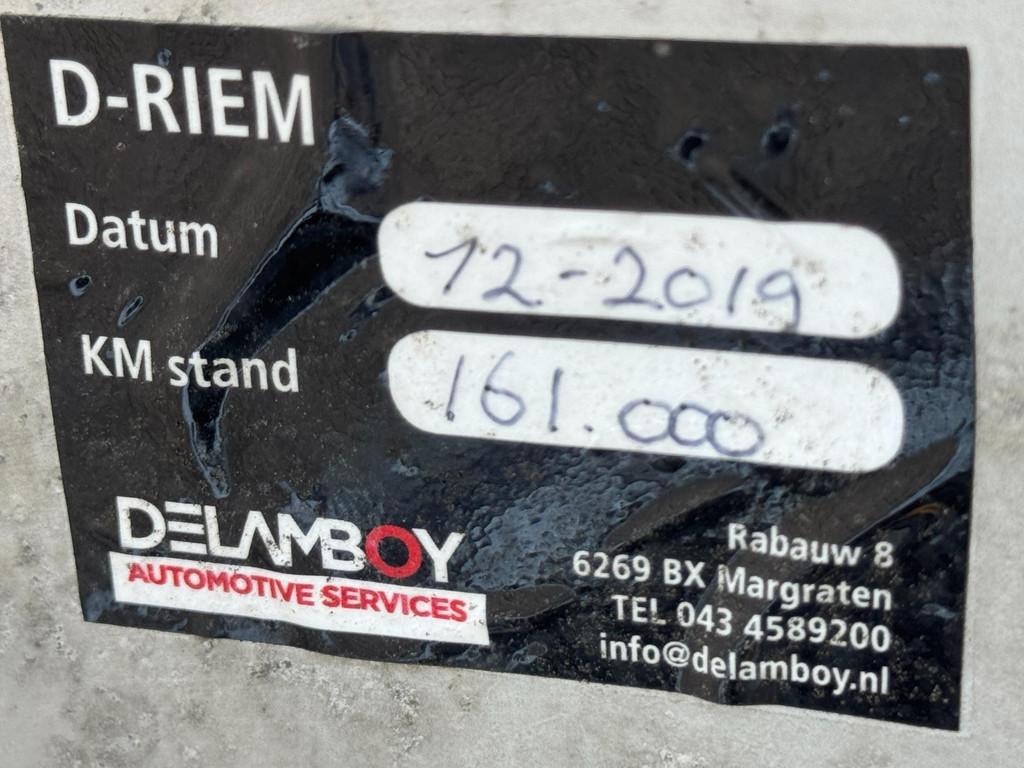 D-RIEM
Datum 12-2019
KM stand 161.000
DELAMBOY
AUTOMOTIVE SERVICES
Rabauw 8
6269 BX Margraten
TEL 043 4589200
info@delamboy.nl